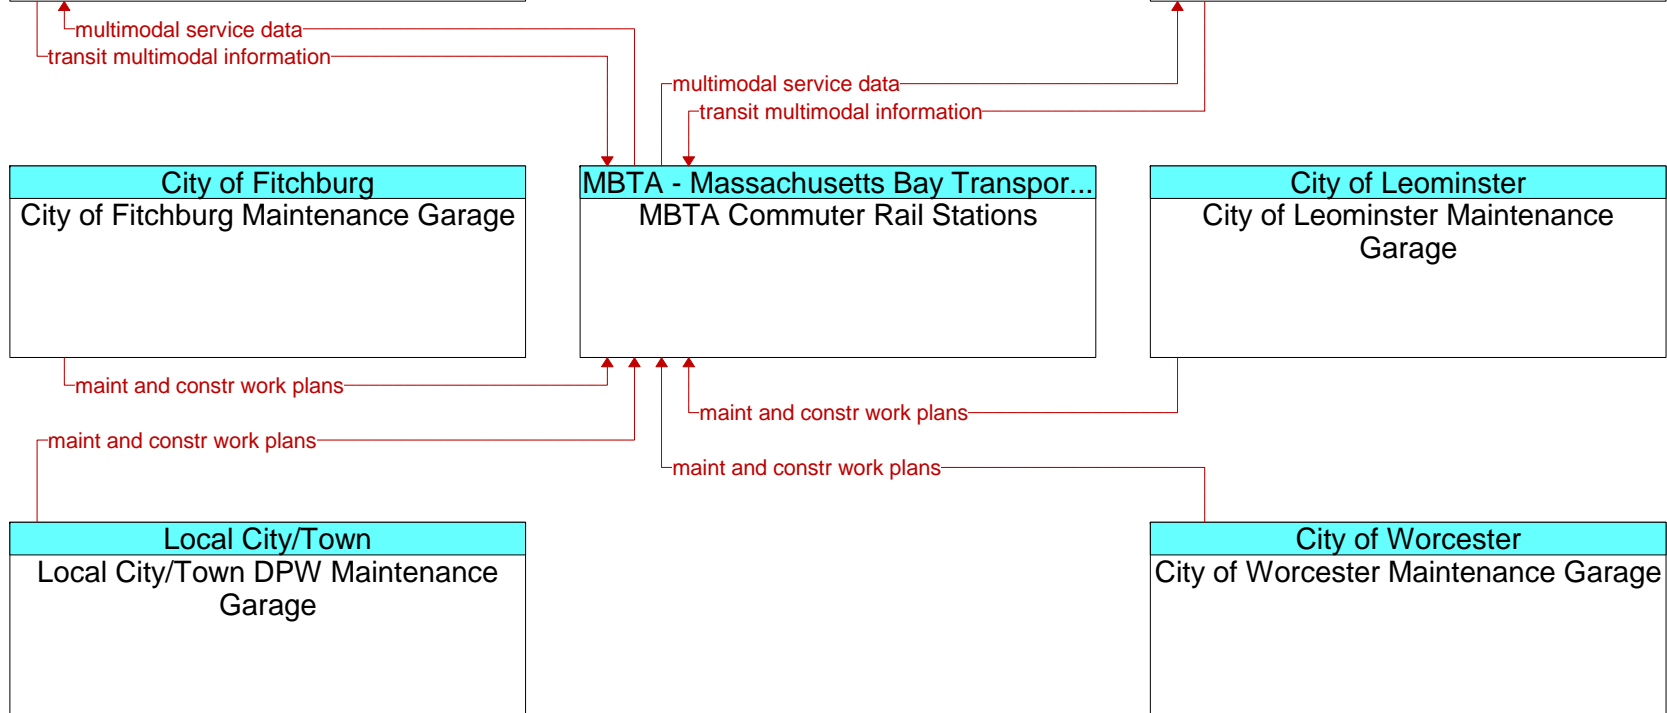 multimodal service data
transit multimodal information
multimodal service data
transit multimodal information
City of Fitchburg
City of Fitchburg Maintenance Garage
MBTA - Massachusetts Bay Transpor...
MBTA Commuter Rail Stations
City of Leominster
City of Leominster Maintenance
Garage
maint and constr work plans
maint and constr work plans
maint and constr work plans
maint and constr work plans
Local City/Town
Local City/Town DPW Maintenance
Garage
City of Worcester
City of Worcester Maintenance Garage